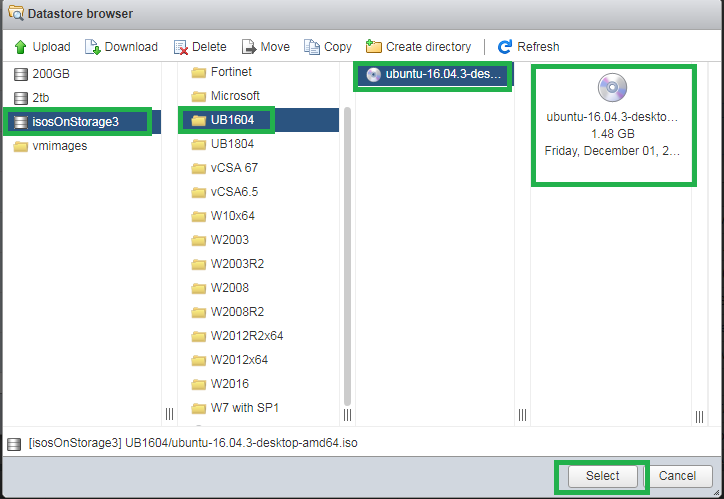 Datastore browser
Upload Download Delete Move Copy Create directory Refresh
200GB
2tb
isosOnStorage3
vmimages
Fortinet
Microsoft
UB1604
UB1804
vCSA 67
vCSA6.5
W10x64
W2003
W2003R2
W2008
W2008R2
W2012R2x64
W2012x64
W2016
W7 with SP1
ubuntu-16.04.3-des...
ubuntu-16.04.3-deskto...
1.48 GB
Friday, December 01, 2...
[isosOnStorage3] UB1604/ubuntu-16.04.3-desktop-amd64.iso
Select Cancel